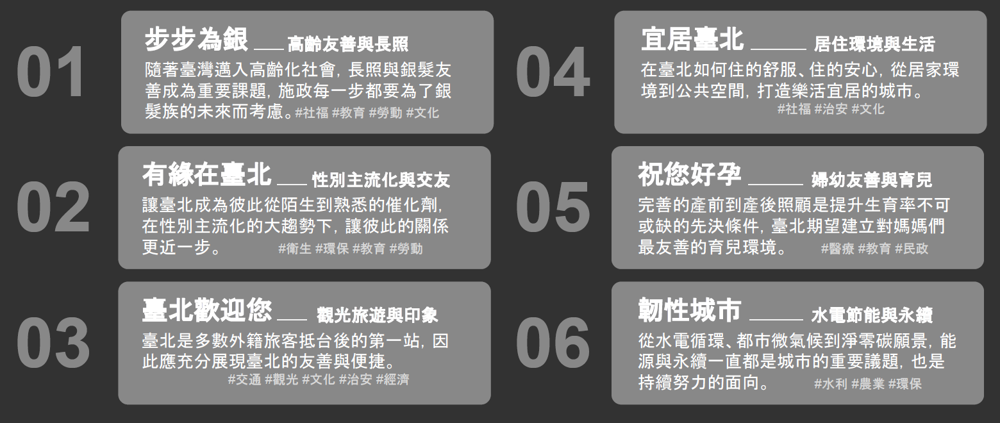 01
步步為銀 高齡友善與長照
隨著臺灣邁入高齡化社會，長照與銀髮友
善成為重要課題，施政每一步都要為了銀
髮族的未來而考慮。#社福 #教育 #勞動 #文化
02
有緣在臺北 性別主流化與交友
讓臺北成為彼此從陌生到熟悉的催化劑，
在性別主流化的大趨勢下，讓彼此的關係
更近一步。 #衛生 #環保 #教育 #勞動
03
臺北歡迎您 觀光旅遊與印象
臺北是多數外籍旅客抵台後的第一站，因
此應充分展現臺北的友善與便捷。
#交通 #觀光 #文化 #治安 #經濟
04
宜居臺北 居住環境與生活
在臺北如何住的舒服、住的安心，從居家環
境到公共空間，打造樂活宜居的城市。
#社福 #治安 #文化
05
祝您好孕 婦幼友善與育兒
完善的產前到產後照顧是提升生育率不可
或缺的先決條件，臺北期望建立對媽媽們
最友善的育兒環境。 #醫療 #教育 #民政
06
韌性城市 水電節能與永續
從水電循環、都市微氣候到淨零碳願景，能
源與永續一直都是城市的重要議題，也是
持續努力的面向。 #水利 #農業 #環保